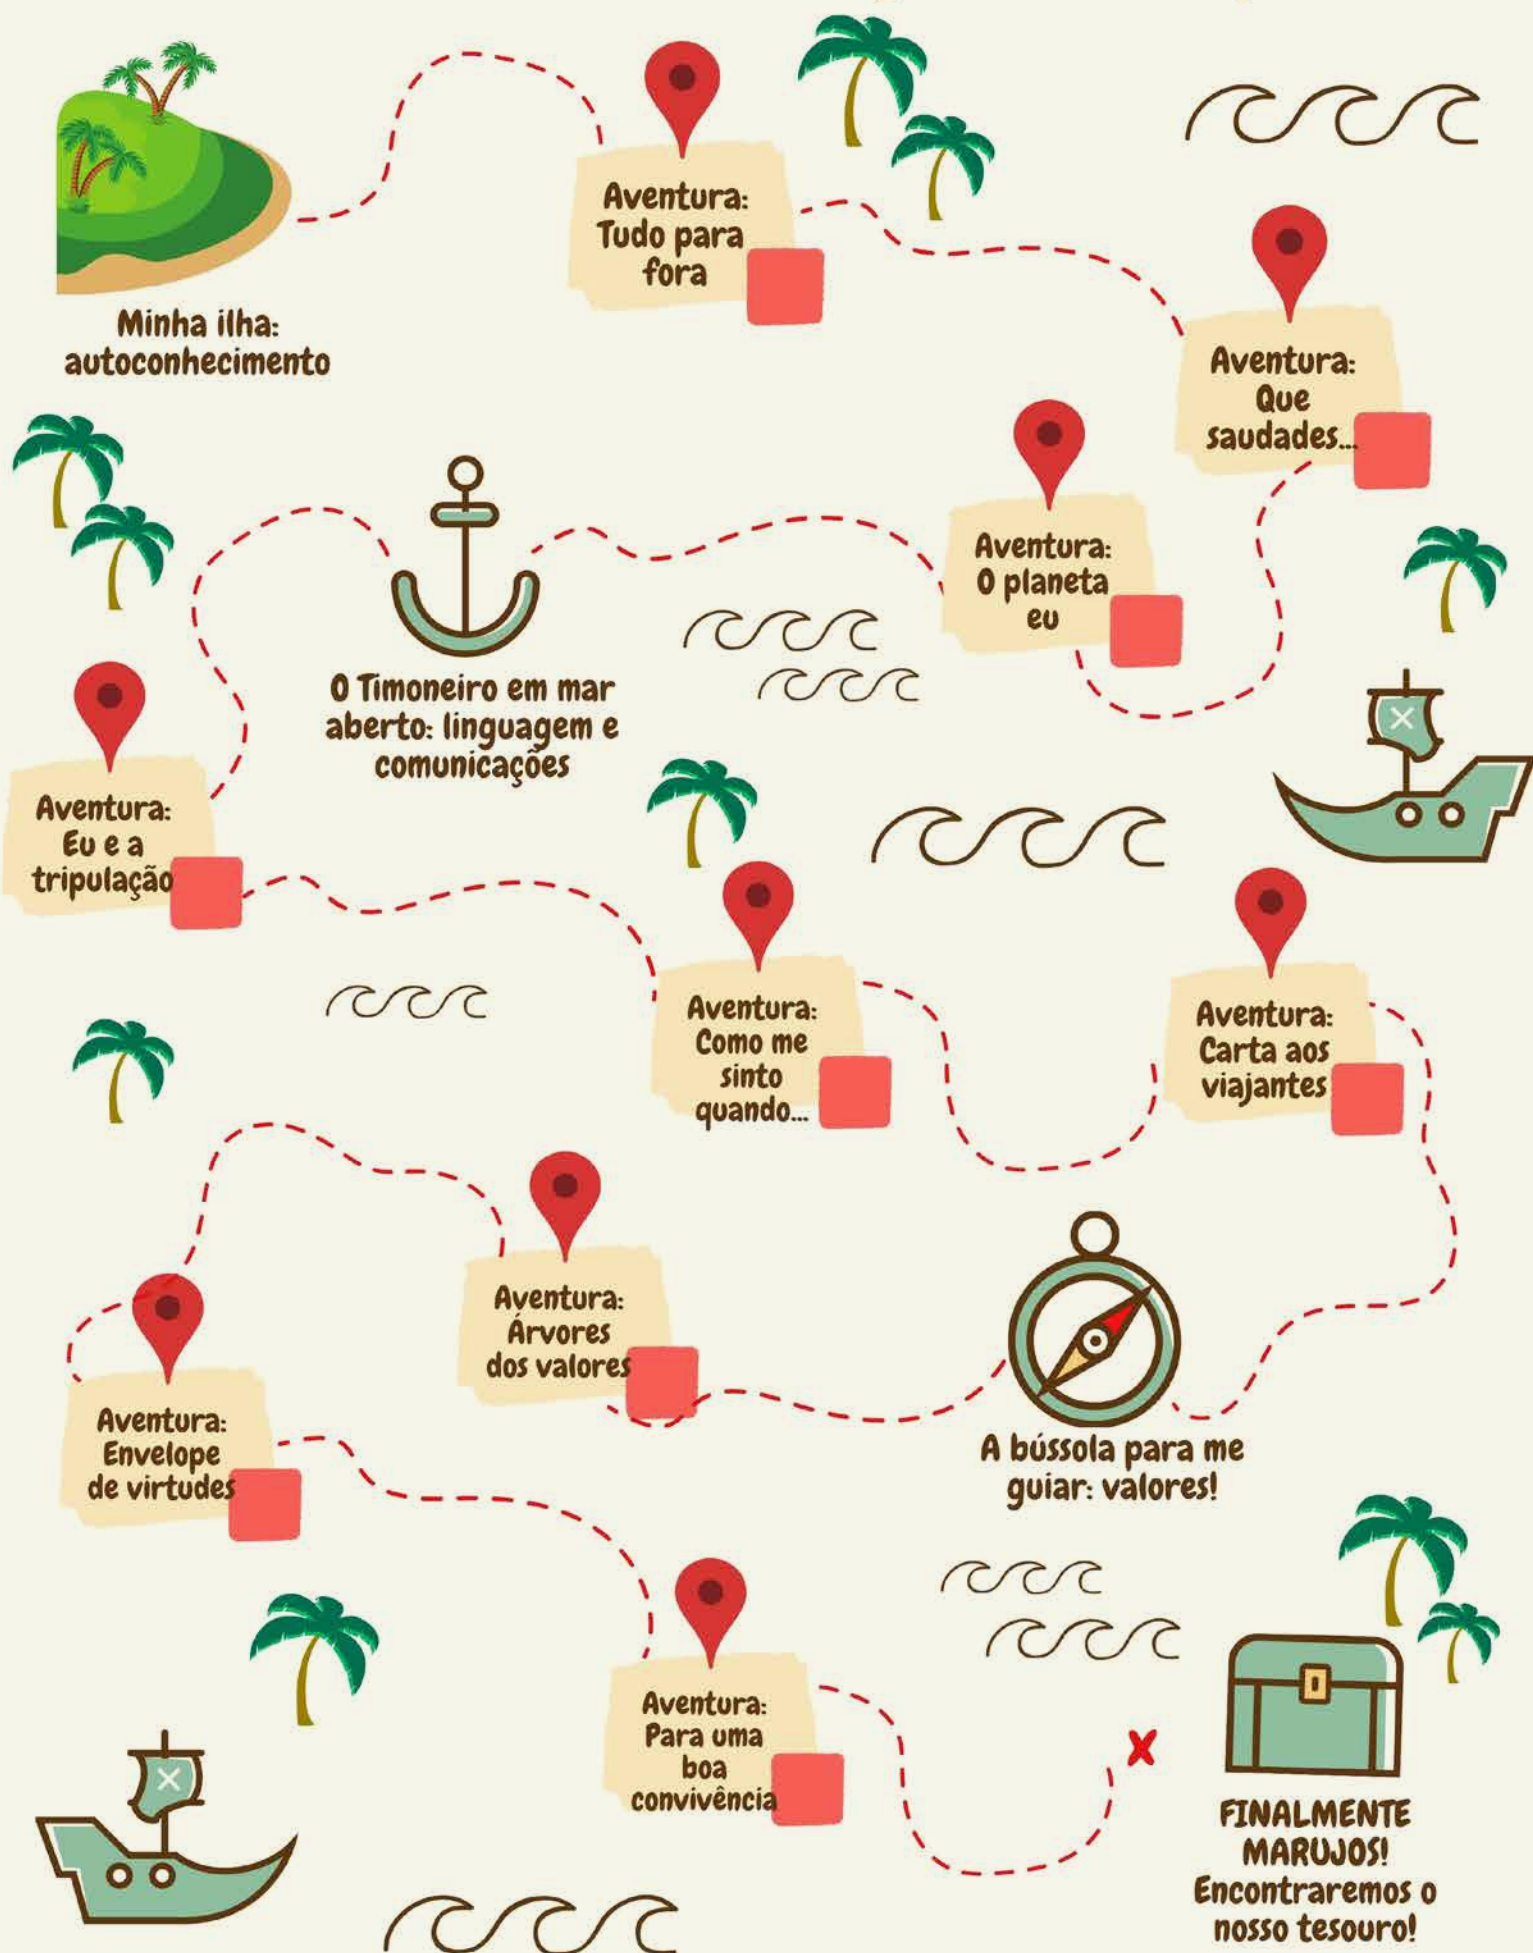 Minha ilha:
autoconhecimento
Aventura:
Tudo para
fora
Aventura:
Que
saudades...
Aventura:
O planeta
eu
O Timoneiro em mar
aberto: linguagem e
comunicações
Aventura:
Eu e a
tripulação
Aventura:
Como me
sinto
quando...
Aventura:
Carta aos
viajantes
A bússola para me
guiar: valores!
Aventura:
Árvores
dos valores
Aventura:
Envelope
de virtudes
Aventura:
Para uma
boa
convivência
FINALMENTE
MARUJOS!
Encontraremos o
nosso tesouro!